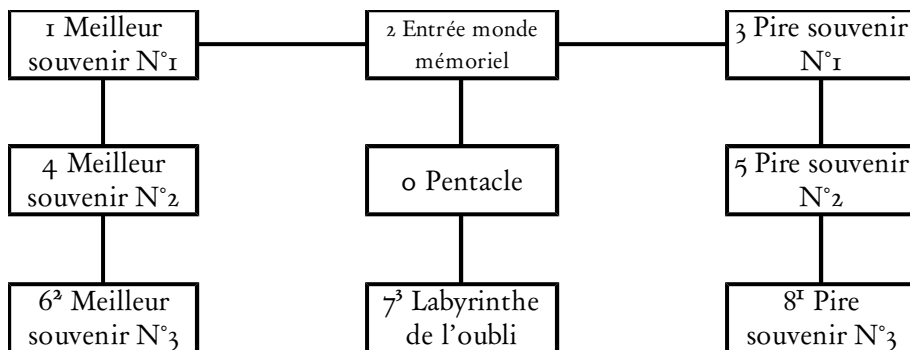 1 Meilleur
souvenir N°1
2 Entrée monde
mémoriel
3 Pire souvenir
N°1
4 Meilleur
souvenir N°2
0 Pentacle
5 Pire souvenir
N°2
6² Meilleur
souvenir N°3
7³ Labyrinthe
de l'oubli
8¹ Pire
souvenir N°3